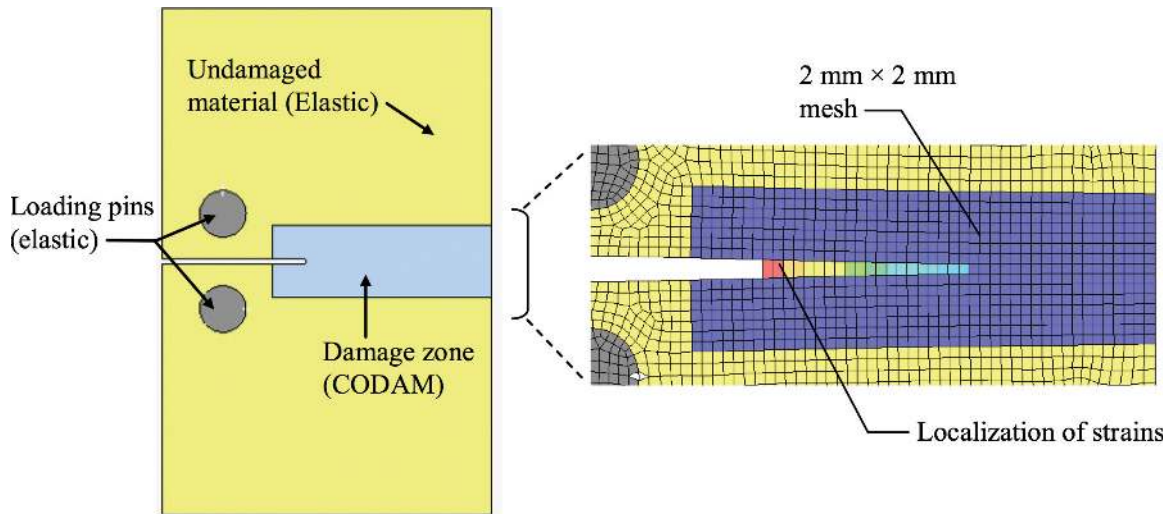 Undamaged
material (Elastic)
Loading pins
(elastic)
Damage zone
(CODAM)
2 mm × 2 mm
mesh
Localization of strains